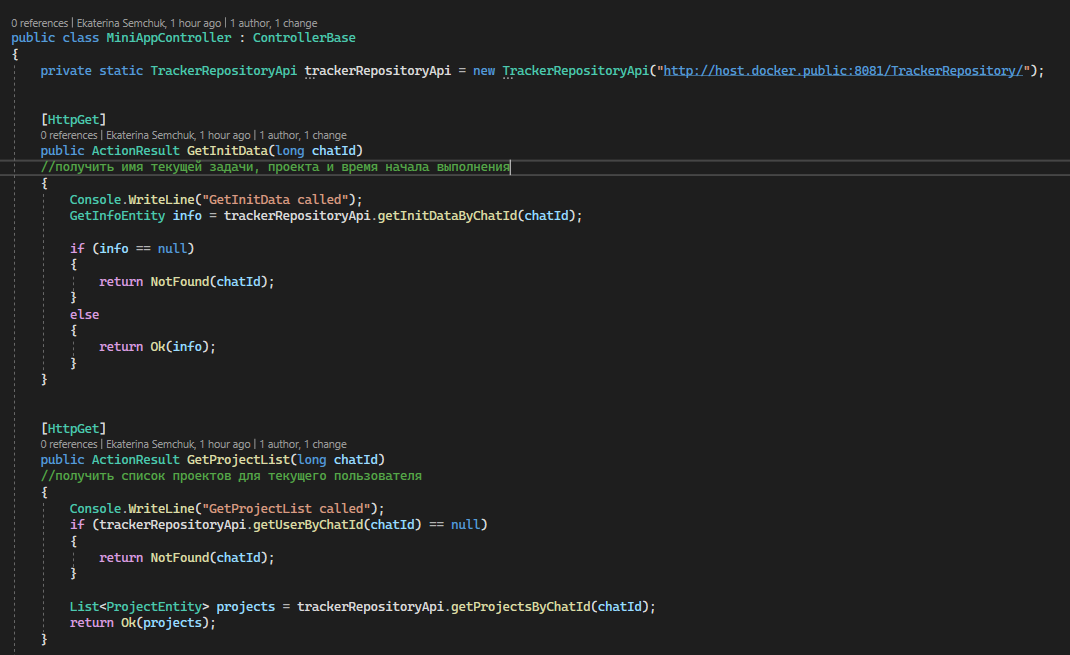 0 references | Ekaterina Semchuk, 1 hour ago | 1 author, 1 change
public class MiniAppController : ControllerBase
{
private static TrackerRepositoryApi trackerRepositoryApi = new TrackerRepositoryApi("http://host.docker.public:8081/TrackerRepository/");
[HttpGet]
0 references | Ekaterina Semchuk, 1 hour ago | 1 author, 1 change
public ActionResult GetInitData(long chatId)
//получить имя текущей задачи, проекта и время начала выполнения
{
Console.WriteLine("GetInitData called");
GetInfoEntity info = trackerRepositoryApi.getInitDataByChatId(chatId);
if (info == null)
{
return NotFound(chatId);
}
else
{
return Ok(info);
}
}
[HttpGet]
0 references | Ekaterina Semchuk, 1 hour ago | 1 author, 1 change
public ActionResult GetProjectList(long chatId)
//получить список проектов для текущего пользователя
{
Console.WriteLine("GetProjectList called");
if (trackerRepositoryApi.getUserByChatId(chatId) == null)
{
return NotFound(chatId);
}
List<ProjectEntity> projects = trackerRepositoryApi.getProjectsByChatId(chatId);
return Ok(projects);
}